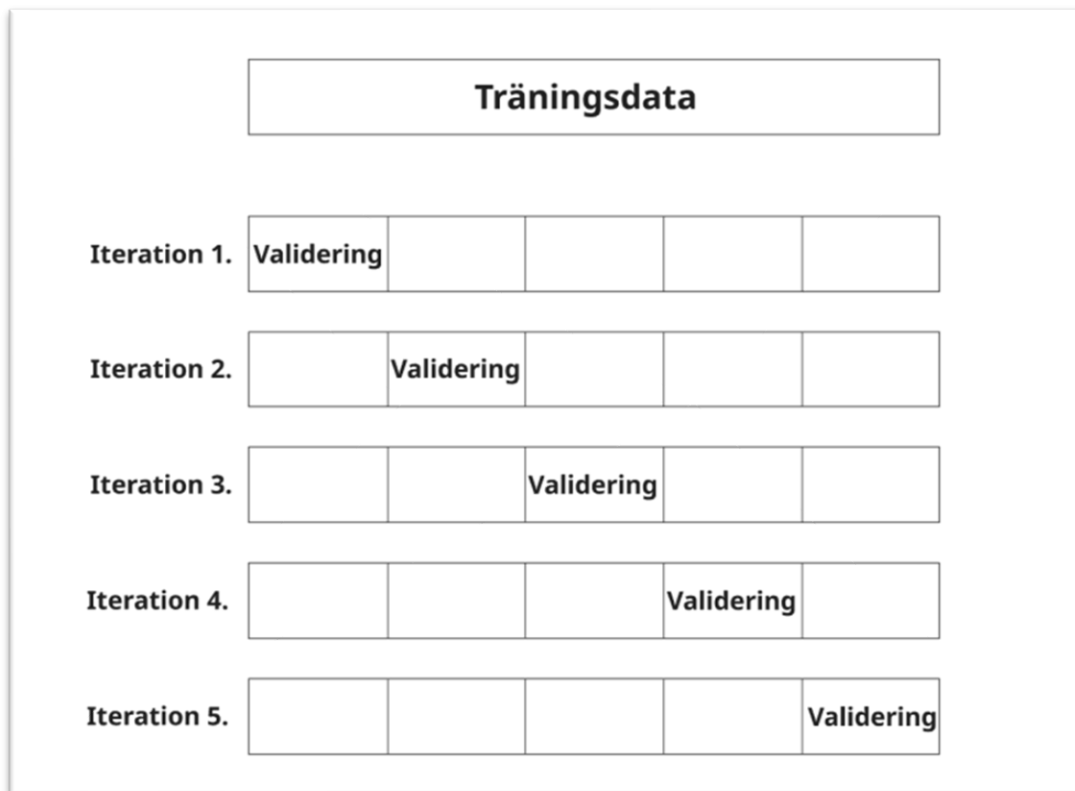 Träningsdata
Iteration 1. Validering
Iteration 2. Validering
Iteration 3. Validering
Iteration 4. Validering
Iteration 5. Validering